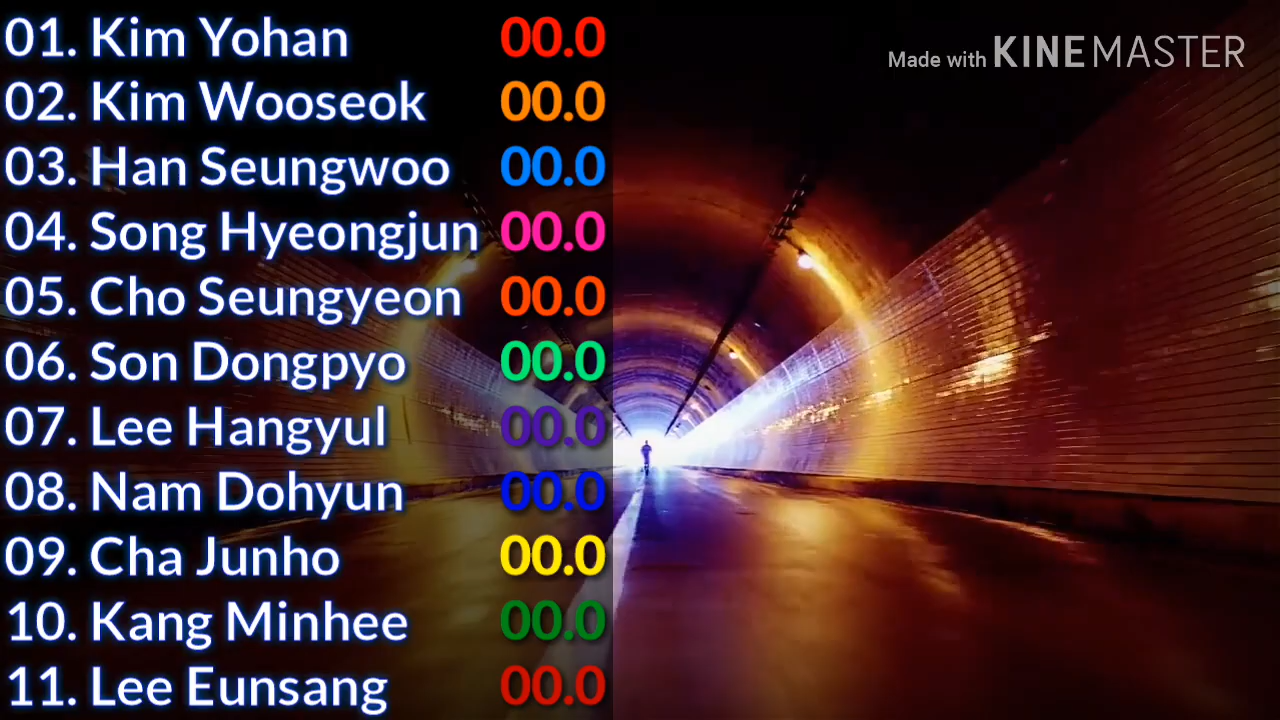 01. Kim Yohan 00.0
Made with KINEMASTER
02. Kim Wooseok 00.0
03. Han Seungwoo 00.0
04. Song Hyeongjun 00.0
05. Cho Seungyeon 00.0
06. Son Dongpyo 00.0
07. Lee Hangyul 00.0
08. Nam Dohyun 00.0
09. Cha Junho 00.0
10. Kang Minhee 00.0
11. Lee Eunsang 00.0